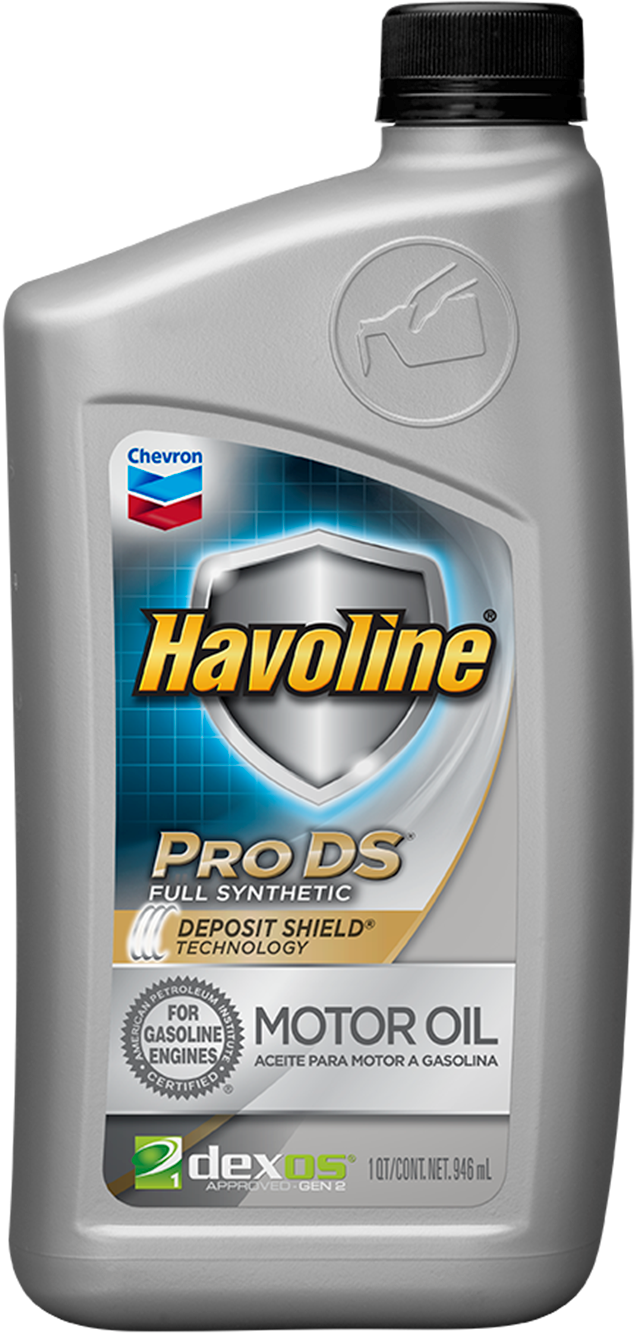 Chevron
Havoline®
PRO DS®
FULL SYNTHETIC
DEPOSIT SHIELD®
TECHNOLOGY
AMERICAN PETROLEUM INSTITUTE
FOR
GASOLINE
ENGINES
CERTIFIED
®
MOTOR OIL
ACEITE PARA MOTOR A GASOLINA
1
dexos®
APPROVED-GEN 2
1 QT/CONT. NET. 946 mL